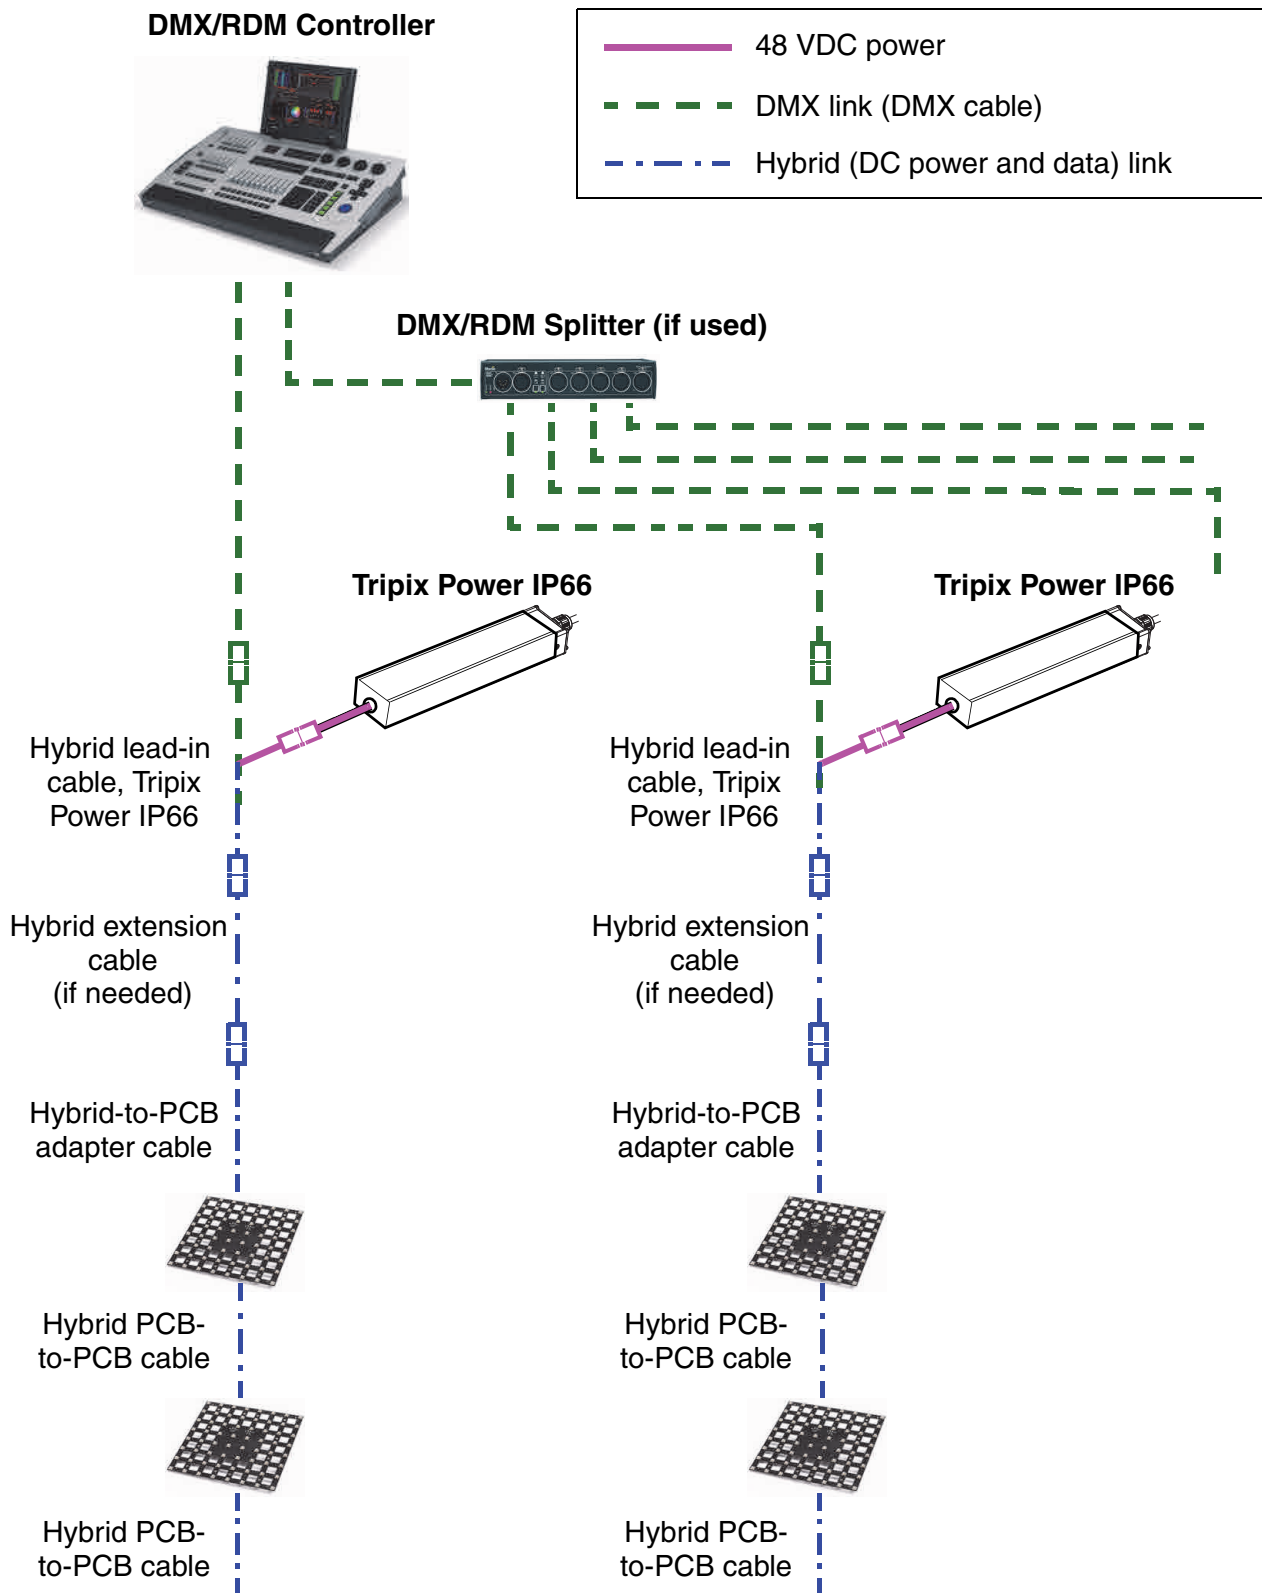 DMX/RDM Controller
48 VDC power
DMX link (DMX cable)
Hybrid (DC power and data) link
DMX/RDM Splitter (if used)
Tripix Power IP66
Tripix Power IP66
Hybrid lead-in
cable, Tripix
Power IP66
Hybrid lead-in
cable, Tripix
Power IP66
Hybrid extension
cable
(if needed)
Hybrid extension
cable
(if needed)
Hybrid-to-PCB
adapter cable
Hybrid-to-PCB
adapter cable
Hybrid PCB-
to-PCB cable
Hybrid PCB-
to-PCB cable
Hybrid PCB-
to-PCB cable
Hybrid PCB-
to-PCB cable